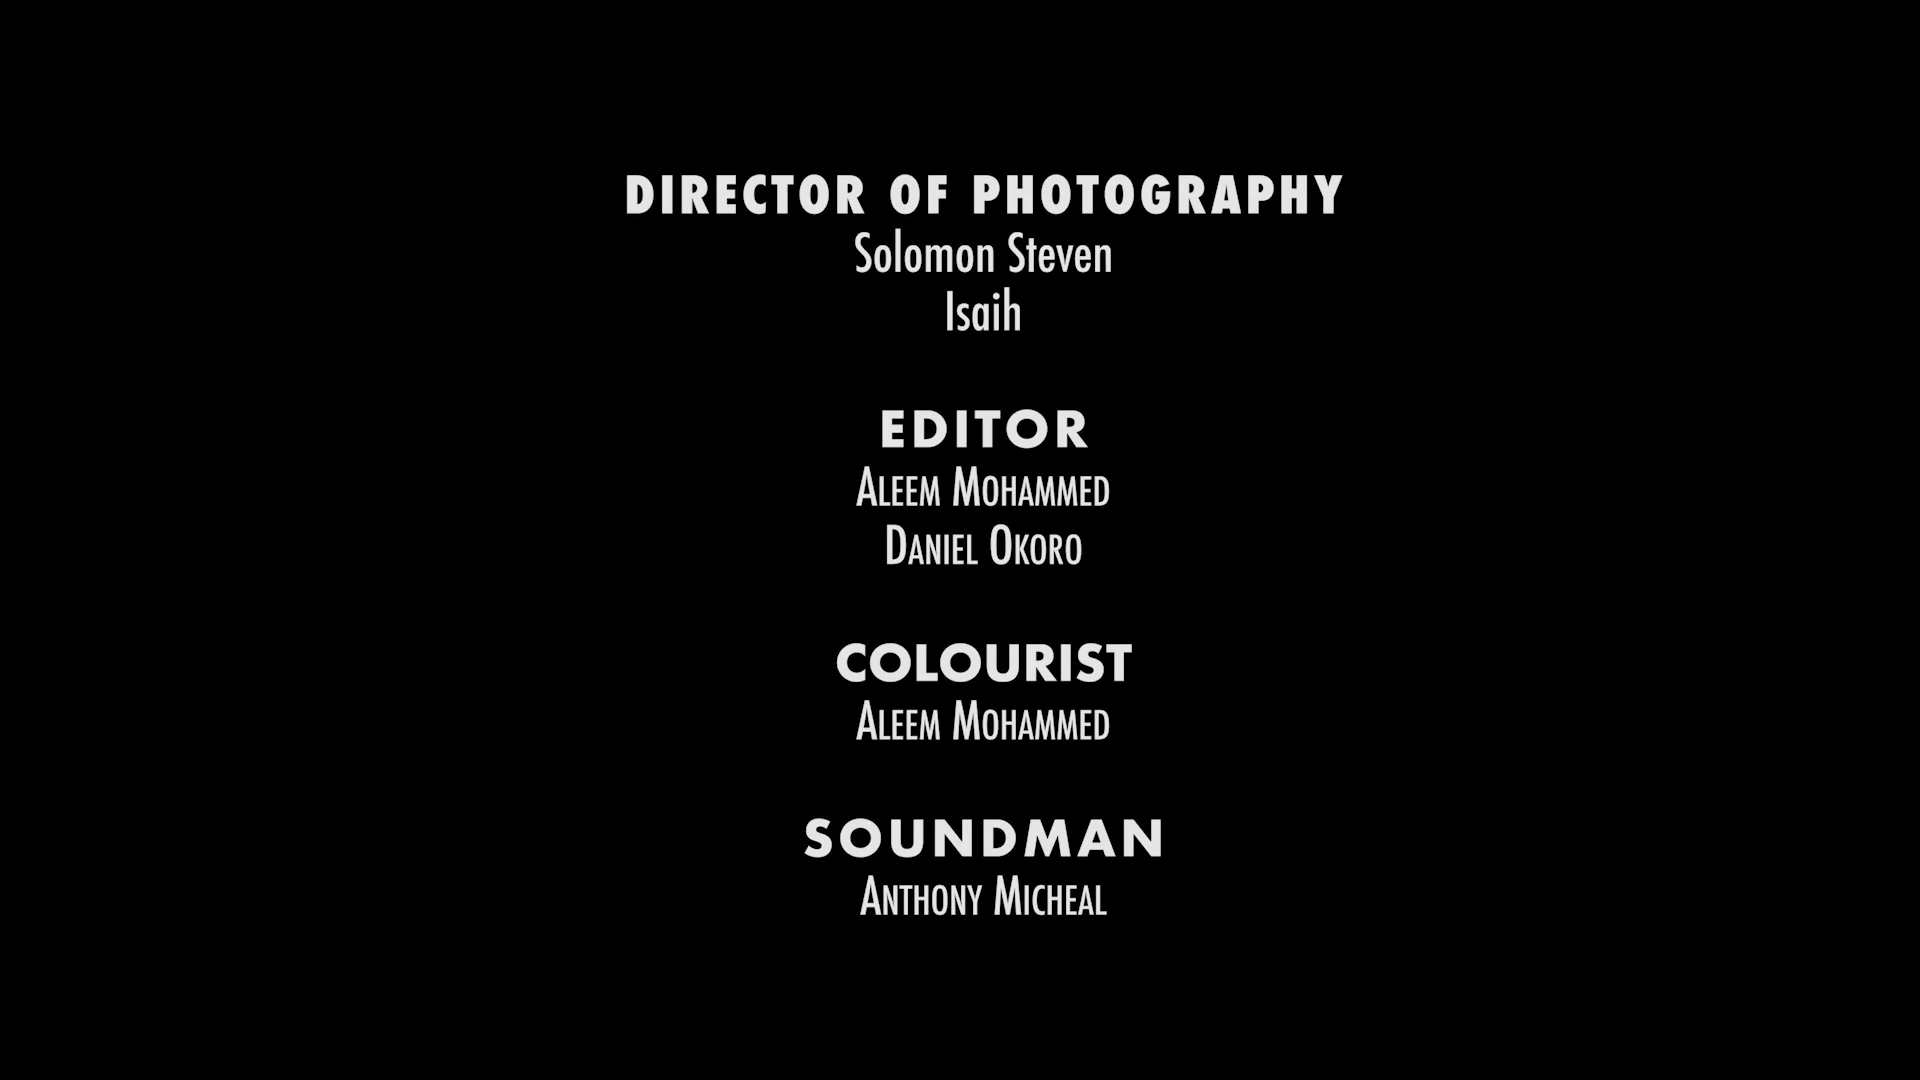 DIRECTOR OF PHOTOGRAPHY
Solomon Steven
Isaih
EDITOR
ALEEM MOHAMMED
DANIEL OKORO
COLOURIST
ALEEM MOHAMMED
SOUNDMAN
ANTHONY MICHEAL